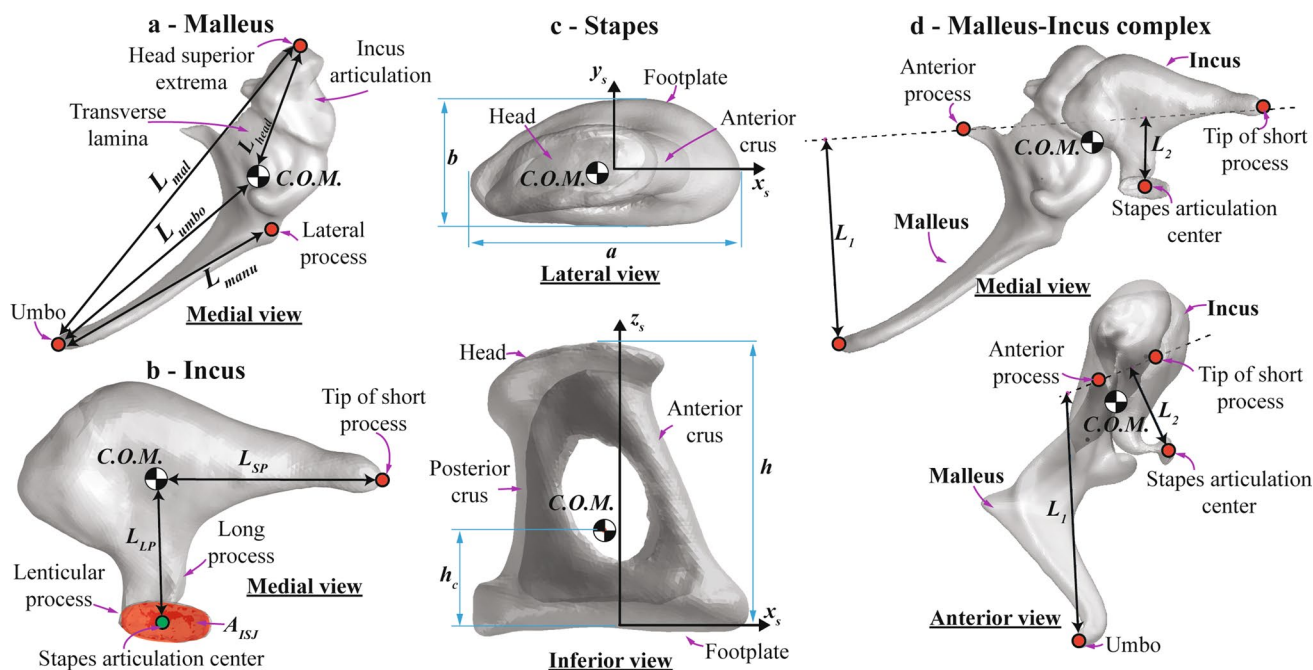 a - Malleus
Head superior
extrema
Incus
articulation
Transverse
lamina
L_head
L_mal
C.O.M.
L_umbo
Lateral
process
L_manu
Umbo
Medial view
b - Incus
Tip of short
process
C.O.M.
L_SP
L_LP
Long
process
Lenticular
process
Medial view
A_ISJ
Stapes articulation center
c - Stapes
y_s
Footplate
Head
Anterior
crus
b
C.O.M.
x_s
a
Lateral view
z_s
Head
Anterior
crus
h
Posterior
crus
C.O.M.
h_c
x_s
Footplate
Inferior view
d - Malleus-Incus complex
Anterior
process
Incus
Tip of short
process
L_2
C.O.M.
Stapes articulation
center
L_1
Malleus
Medial view
Incus
Anterior
process
Tip of short
process
C.O.M.
L_2
Stapes articulation
center
Malleus
L_1
Anterior view
Umbo